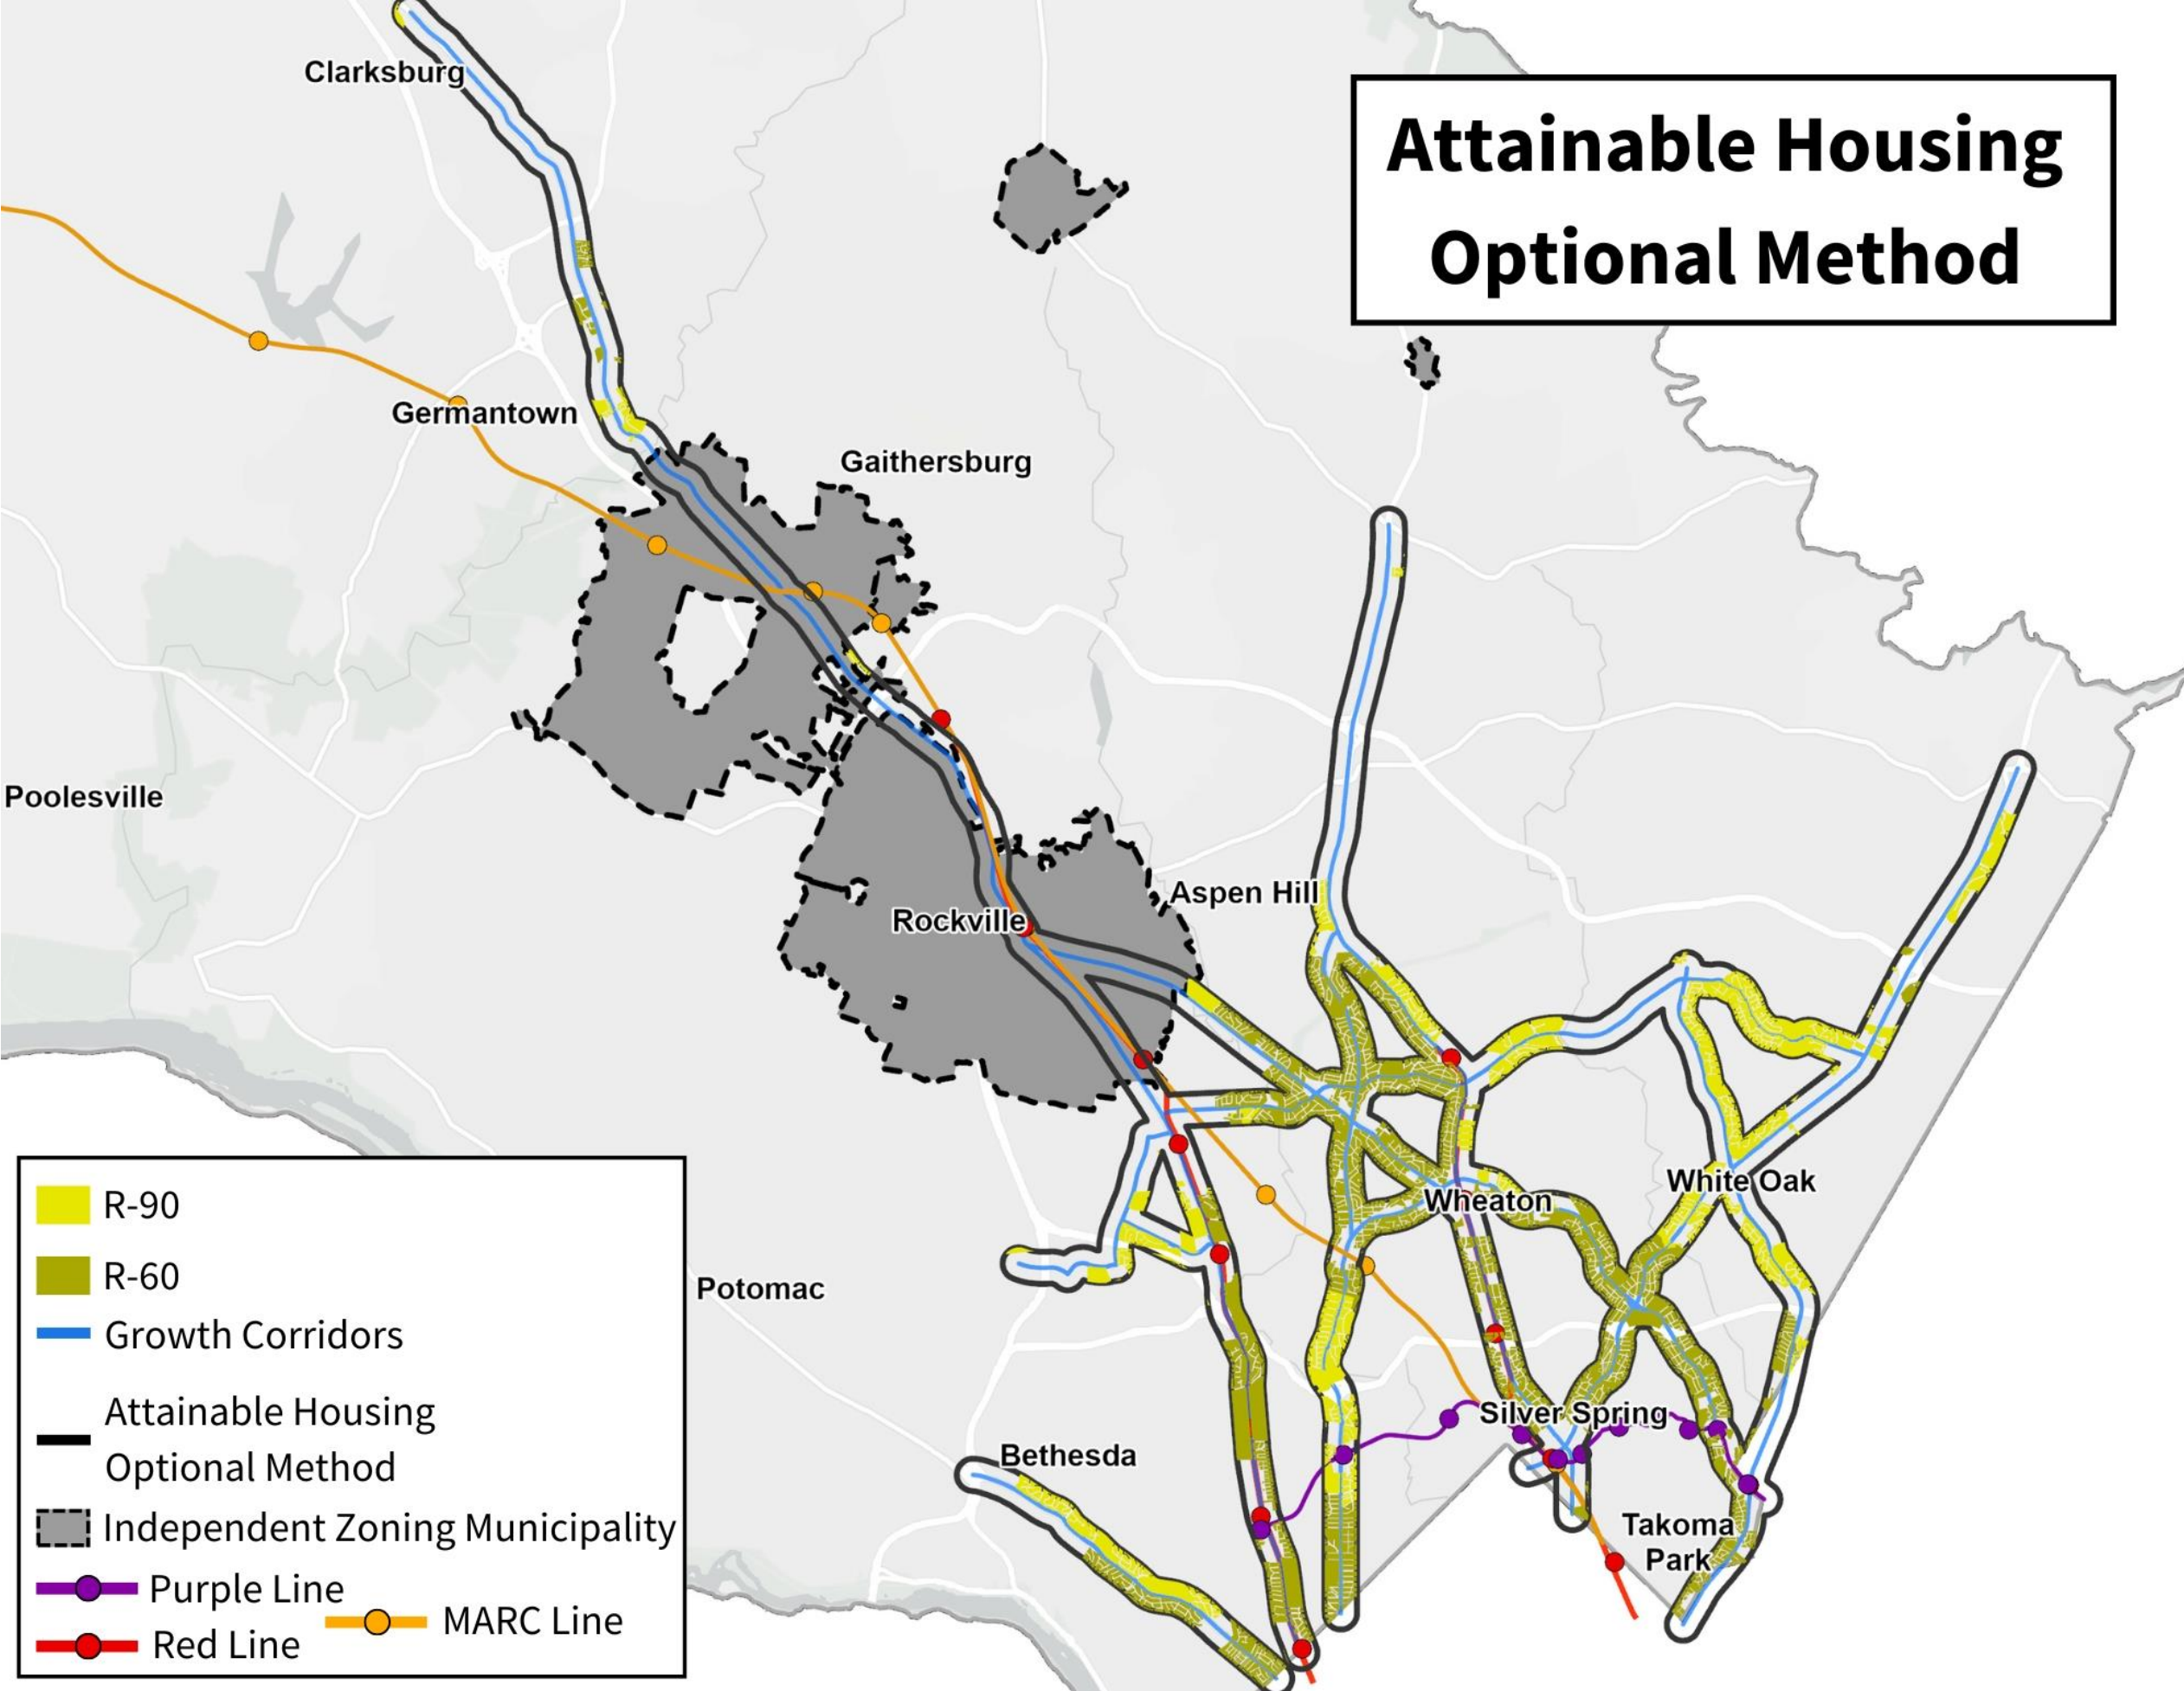 Attainable Housing
Optional Method
Clarksburg
Germantown
Gaithersburg
Poolesville
Aspen Hill
Rockville
White Oak
Wheaton
Potomac
Silver Spring
Bethesda
Takoma
Park
R-90
R-60
Growth Corridors
Attainable Housing
Optional Method
Independent Zoning Municipality
Purple Line
MARC Line
Red Line